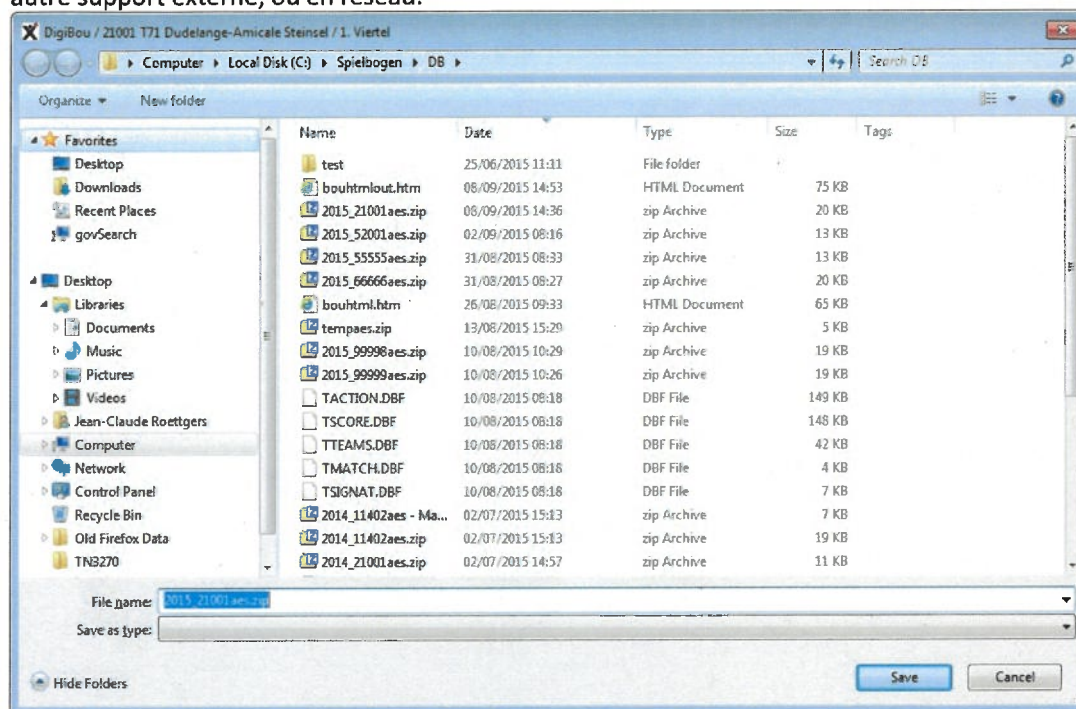 autre support externe, ou en réseau.
DigiBou / 21001 T71 Dudelange-Amicale Steinsel / 1. Viertel
Computer ▸ Local Disk (C:) ▸ Spielbogen ▸ DB ▸ Search DB
Organize New folder
Name Date Type Size Tags
Favorites
Desktop
Downloads
Recent Places
govSearch
Desktop
Libraries
Documents
Music
Pictures
Videos
Jean-Claude Roettgers
Computer
Network
Control Panel
Recycle Bin
Old Firefox Data
TN3270
test 25/06/2015 11:11 File folder
bouhtmlout.htm 08/09/2015 14:53 HTML Document 75 KB
2015_21001aes.zip 08/09/2015 14:36 zip Archive 20 KB
2015_52001aes.zip 02/09/2015 08:16 zip Archive 13 KB
2015_55555aes.zip 31/08/2015 08:33 zip Archive 13 KB
2015_66666aes.zip 31/08/2015 08:27 zip Archive 20 KB
bouhtml.htm 26/08/2015 09:33 HTML Document 65 KB
tempaes.zip 13/08/2015 15:29 zip Archive 5 KB
2015_99998aes.zip 10/08/2015 10:29 zip Archive 19 KB
2015_99999aes.zip 10/08/2015 10:26 zip Archive 19 KB
TACTION.DBF 10/08/2015 08:18 DBF File 149 KB
TSCORE.DBF 10/08/2015 08:18 DBF File 148 KB
TTEAMS.DBF 10/08/2015 08:18 DBF File 42 KB
TMATCH.DBF 10/08/2015 08:18 DBF File 4 KB
TSIGNAT.DBF 10/08/2015 08:18 DBF File 7 KB
2014_11402aes - Ma... 02/07/2015 15:13 zip Archive 7 KB
2014_11402aes.zip 02/07/2015 15:13 zip Archive 19 KB
2014_21001aes.zip 02/07/2015 14:57 zip Archive 11 KB
File name: 2015_21001aes.zip
Save as type:
Hide Folders Save Cancel